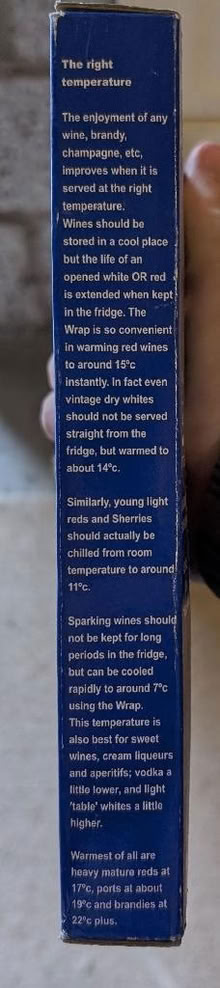 The right
temperature
The enjoyment of any
wine, brandy,
champagne, etc,
improves when it is
served at the right
temperature.
Wines should be
stored in a cool place
but the life of an
opened white OR red
is extended when kept
in the fridge. The
Wrap is so convenient
in warming red wines
to around 15ºc
instantly. In fact even
vintage dry whites
should not be served
straight from the
fridge, but warmed to
about 14ºc.
Similarly, young light
reds and Sherries
should actually be
chilled from room
temperature to around
11ºc.
Sparking wines should
not be kept for long
periods in the fridge,
but can be cooled
rapidly to around 7ºc
using the Wrap.
This temperature is
also best for sweet
wines, cream liqueurs
and aperitifs; vodka a
little lower, and light
'table' whites a little
higher.
Warmest of all are
heavy mature reds at
17ºc, ports at about
19ºc and brandies at
22ºc plus.